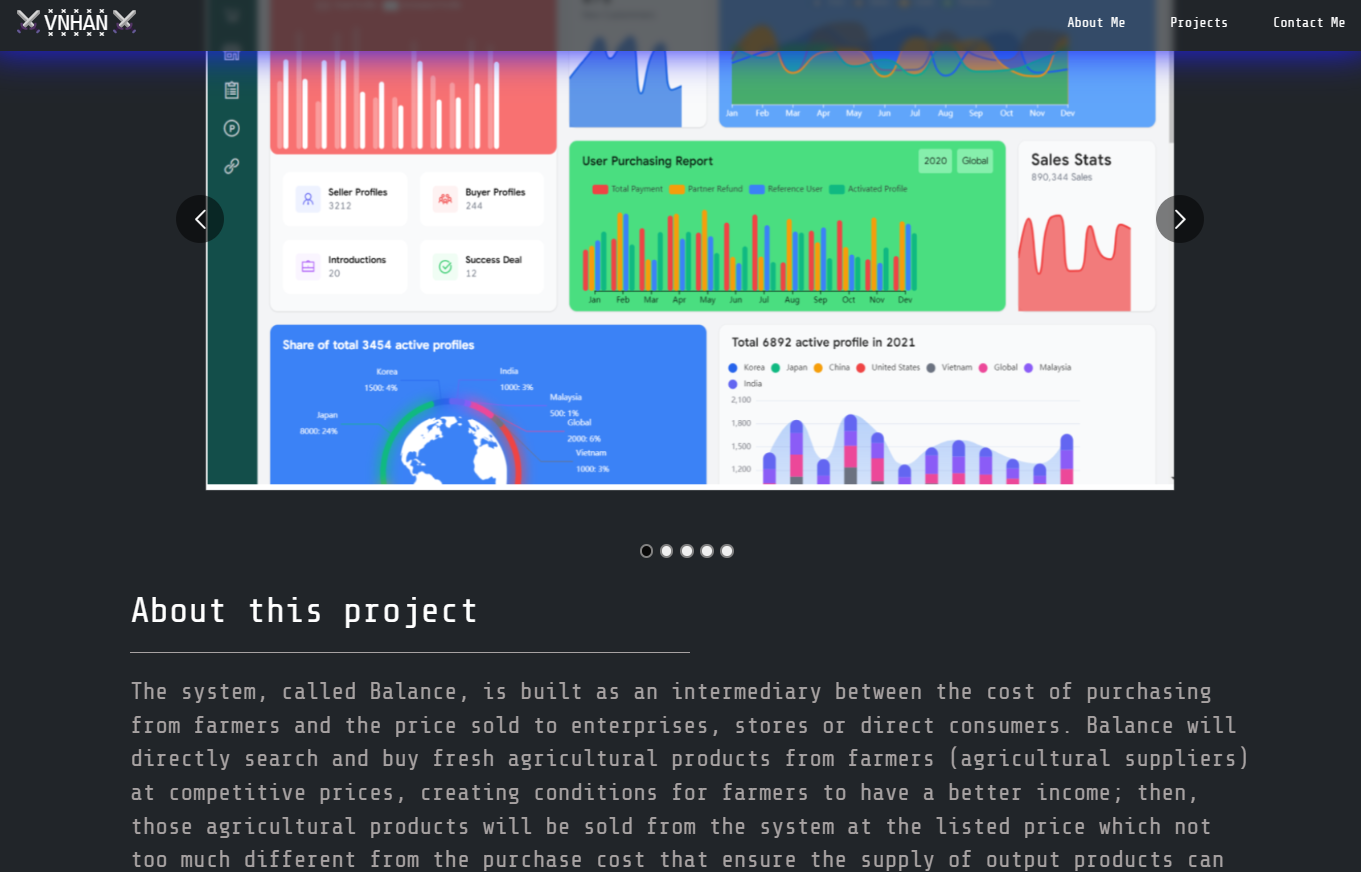 VNHAN
About Me
Projects
Contact Me
Jan Feb Mar Apr May Jun Jul Aug Sep Oct Nov Dev
User Purchasing Report
2020
Global
Total Payment
Partner Refund
Reference User
Activated Profile
Jan Feb Mar Apr May Jun Jul Aug Sep Oct Nov Dev
Sales Stats
890,344 Sales
P
Seller Profiles
3212
Buyer Profiles
244
Introductions
20
Success Deal
12
Share of total 3454 active profiles
Korea
1500: 4%
India
1000: 3%
Malaysia
500: 1%
Global
2000: 6%
Japan
8000: 24%
Vietnam
1000: 3%
Total 6892 active profile in 2021
Korea Japan China United States Vietnam Global Malaysia
India
2,100
1,800
1,500
1,200
About this project
The system, called Balance, is built as an intermediary between the cost of purchasing
from farmers and the price sold to enterprises, stores or direct consumers. Balance will
directly search and buy fresh agricultural products from farmers (agricultural suppliers)
at competitive prices, creating conditions for farmers to have a better income; then,
those agricultural products will be sold from the system at the listed price which not
too much different from the purchase cost that ensure the supply of output products can